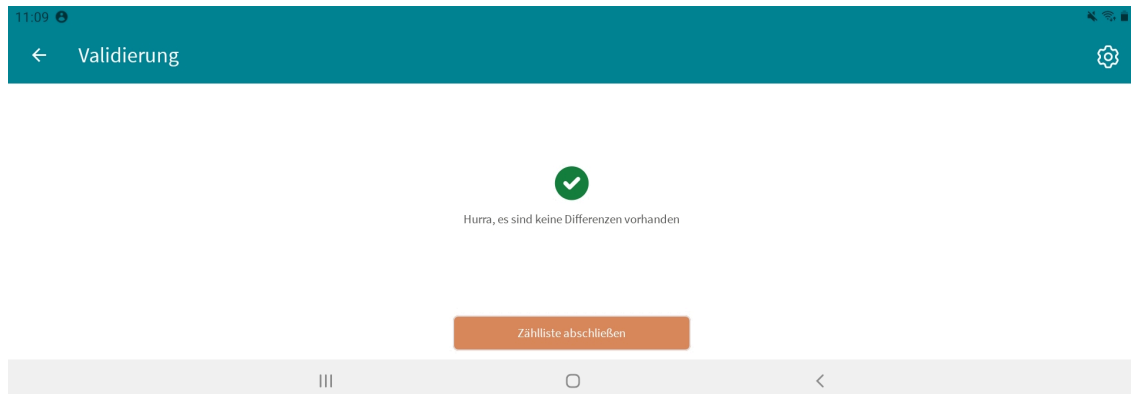 11:09
Validierung
Hurra, es sind keine Differenzen vorhanden
Zählliste abschließen